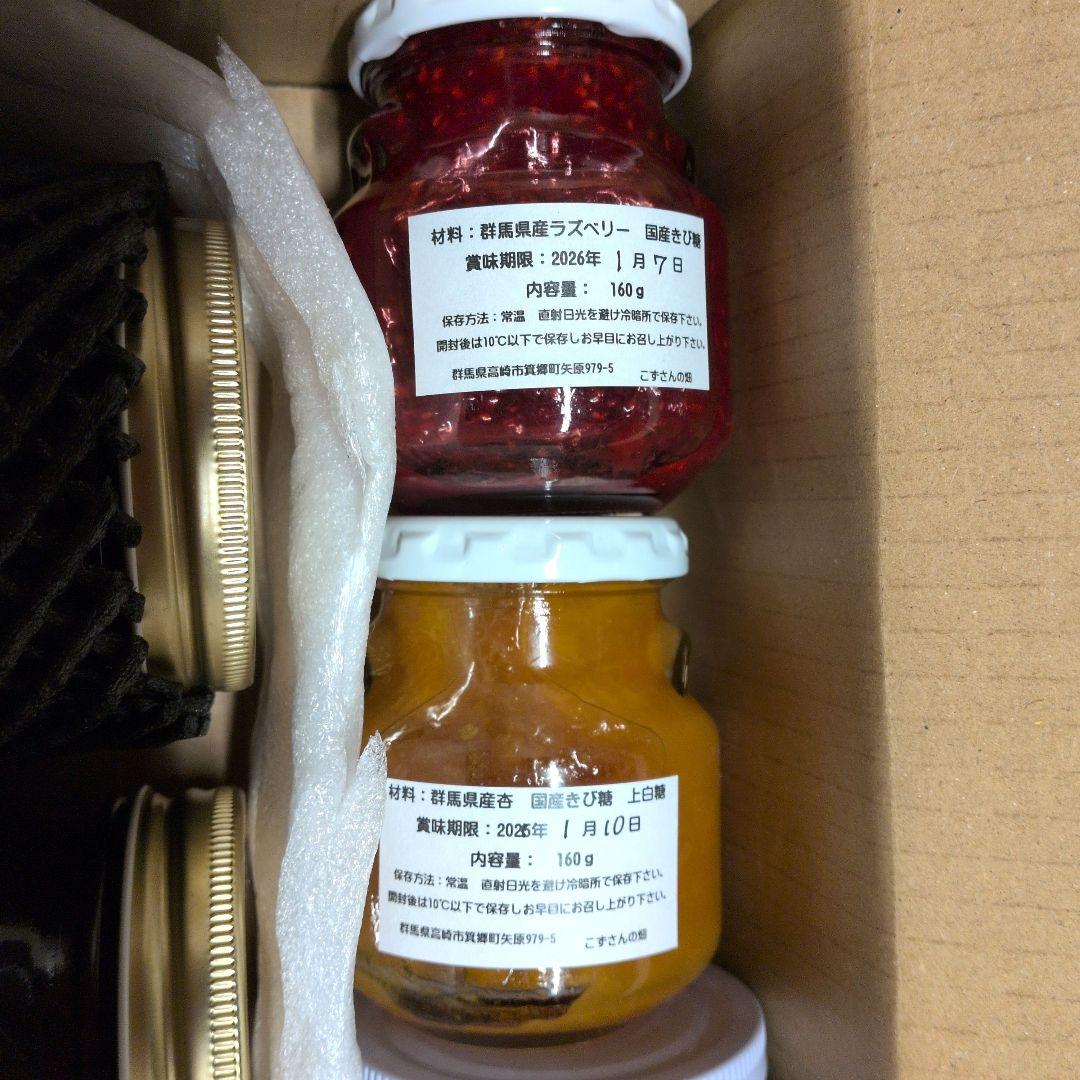 材料：群馬県産ラズベリー　国産きび糖
賞味期限：2026年 1月7日
内容量：　160g
保存方法：常温　直射日光を避け冷暗所で保存下さい。
開封後は10℃以下で保存しお早目にお召し上がり下さい。
群馬県高崎市箕郷町矢原979-5　こずさんの畑
材料：群馬県産杏　国産きび糖　上白糖
賞味期限：2026年 1月10日
内容量：　160g
保存方法：常温　直射日光を避け冷暗所で保存下さい。
開封後は10℃以下で保存しお早目にお召し上がり下さい。
群馬県高崎市箕郷町矢原979-5　こずさんの畑